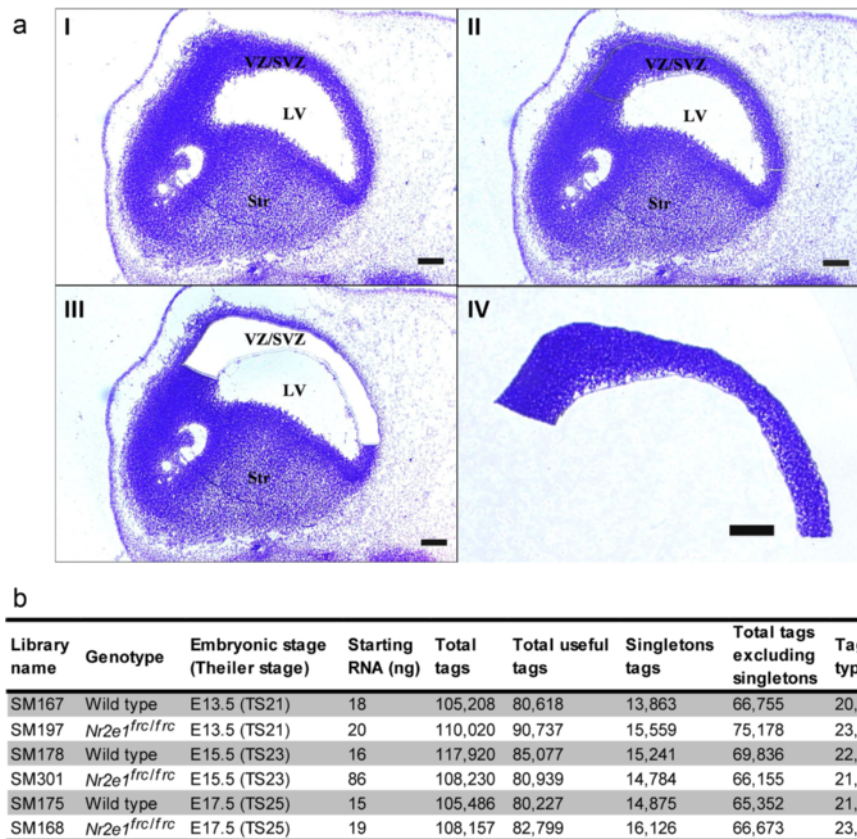 a
I
VZ/SVZ
LV
Str
II
VZ/SVZ
LV
Str
III
VZ/SVZ
LV
Str
IV
b
Library name Genotype Embryonic stage (Theiler stage) Starting RNA (ng) Total tags Total useful tags Singletons tags Total tags excluding singletons
SM167 Wild type E13.5 (TS21) 18 105,208 80,618 13,863 66,755 20,
SM197 Nr2e1frc/frc E13.5 (TS21) 20 110,020 90,737 15,559 75,178 23,
SM178 Wild type E15.5 (TS23) 16 117,920 85,077 15,241 69,836 22,
SM301 Nr2e1frc/frc E15.5 (TS23) 86 108,230 80,939 14,784 66,155 21,
SM175 Wild type E17.5 (TS25) 15 105,486 80,227 14,875 65,352 21,
SM168 Nr2e1frc/frc E17.5 (TS25) 19 108,157 82,799 16,126 66,673 23,